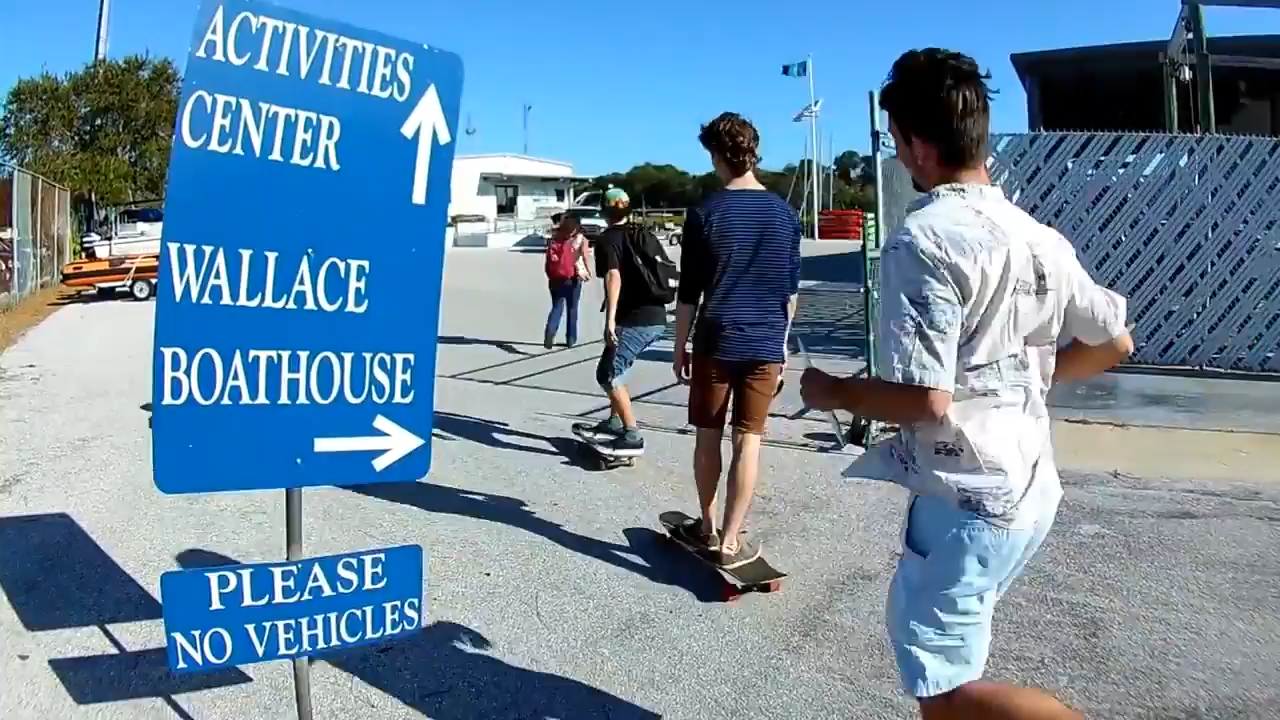 ACTIVITIES
CENTER
WALLACE
BOATHOUSE
PLEASE
NO VEHICLES